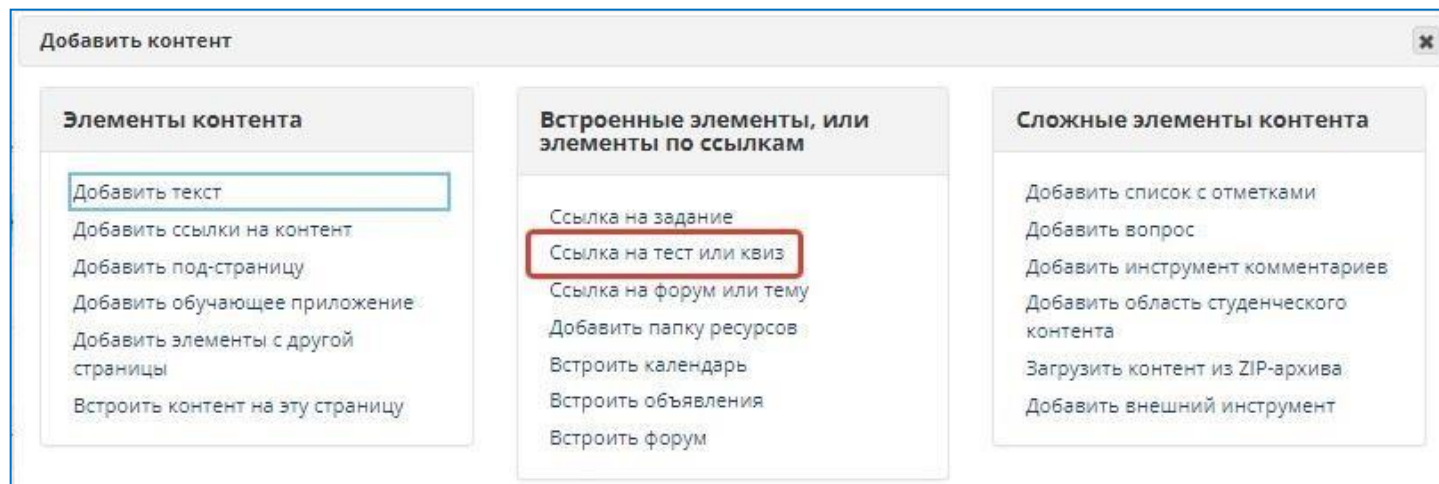 Добавить контент
Элементы контента
Добавить текст
Добавить ссылки на контент
Добавить под-страницу
Добавить обучающее приложение
Добавить элементы с другой
страницы
Встроить контент на эту страницу
Встроенные элементы, или
элементы по ссылкам
Ссылка на задание
Ссылка на тест или квиз
Ссылка на форум или тему
Добавить папку ресурсов
Встроить календарь
Встроить объявления
Встроить форум
Сложные элементы контента
Добавить список с отметками
Добавить вопрос
Добавить инструмент комментариев
Добавить область студенческого
контента
Загрузить контент из ZIP-архива
Добавить внешний инструмент